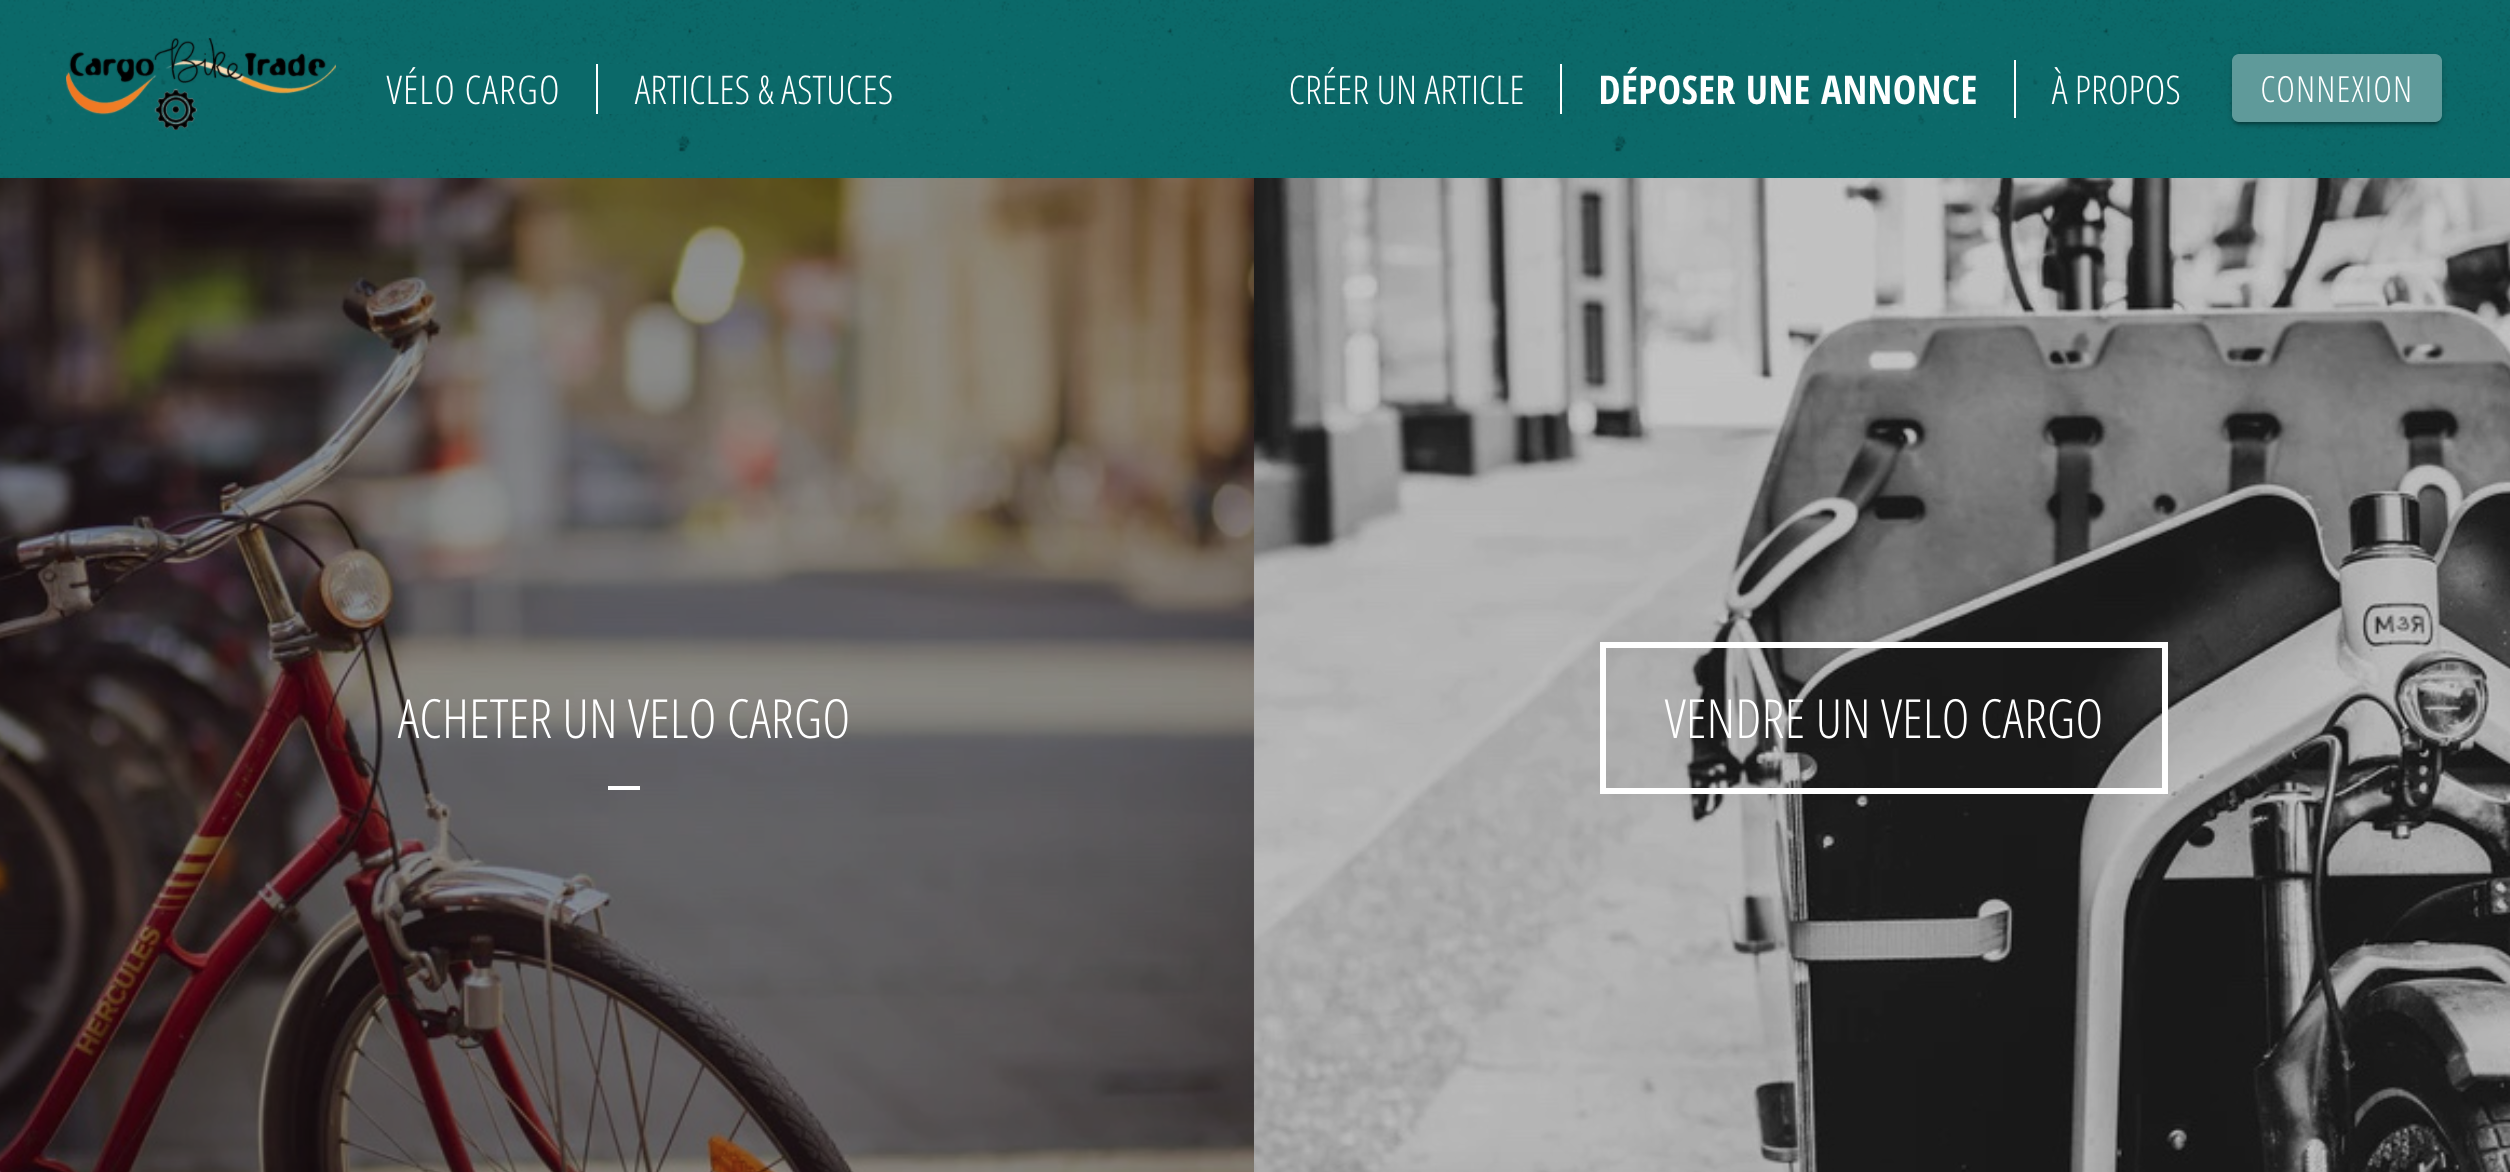 Cargo Bike Trade
VÉLO CARGO
ARTICLES & ASTUCES
CRÉER UN ARTICLE
DÉPOSER UNE ANNONCE
À PROPOS
CONNEXION
ACHETER UN VELO CARGO
VENDRE UN VELO CARGO
HERCULES